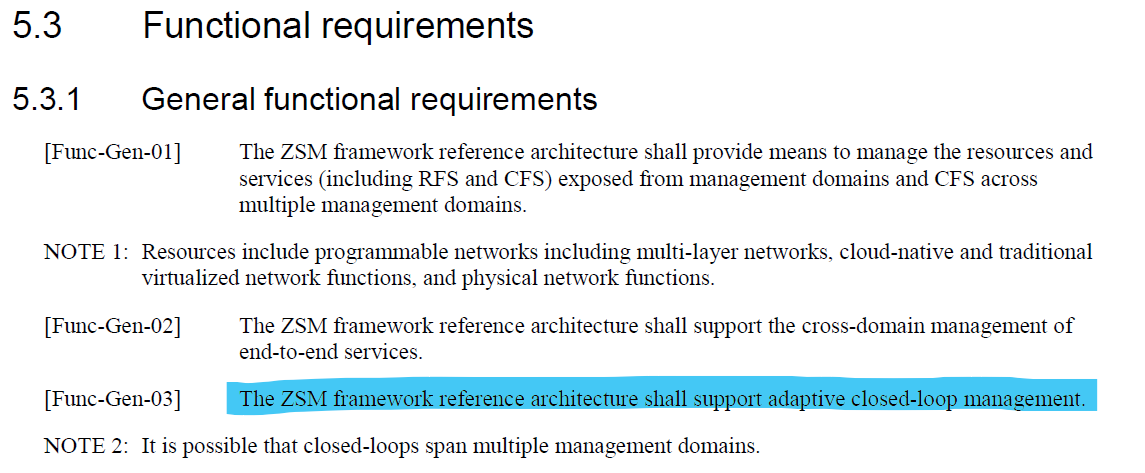 5.3 Functional requirements
5.3.1 General functional requirements
[Func-Gen-01] The ZSM framework reference architecture shall provide means to manage the resources and
services (including RFS and CFS) exposed from management domains and CFS across
multiple management domains.
NOTE 1: Resources include programmable networks including multi-layer networks, cloud-native and traditional
virtualized network functions, and physical network functions.
[Func-Gen-02] The ZSM framework reference architecture shall support the cross-domain management of
end-to-end services.
[Func-Gen-03] The ZSM framework reference architecture shall support adaptive closed-loop management.
NOTE 2: It is possible that closed-loops span multiple management domains.